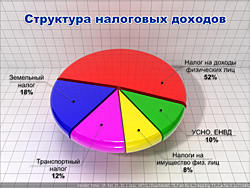 Структура налоговых доходов
Налог на доходы
физических лиц
52%
Земельный
налог
18%
УСНО, ЕНВД
10%
Налоги на
имущество физ. лиц
8%
Транспортный
налог
12%